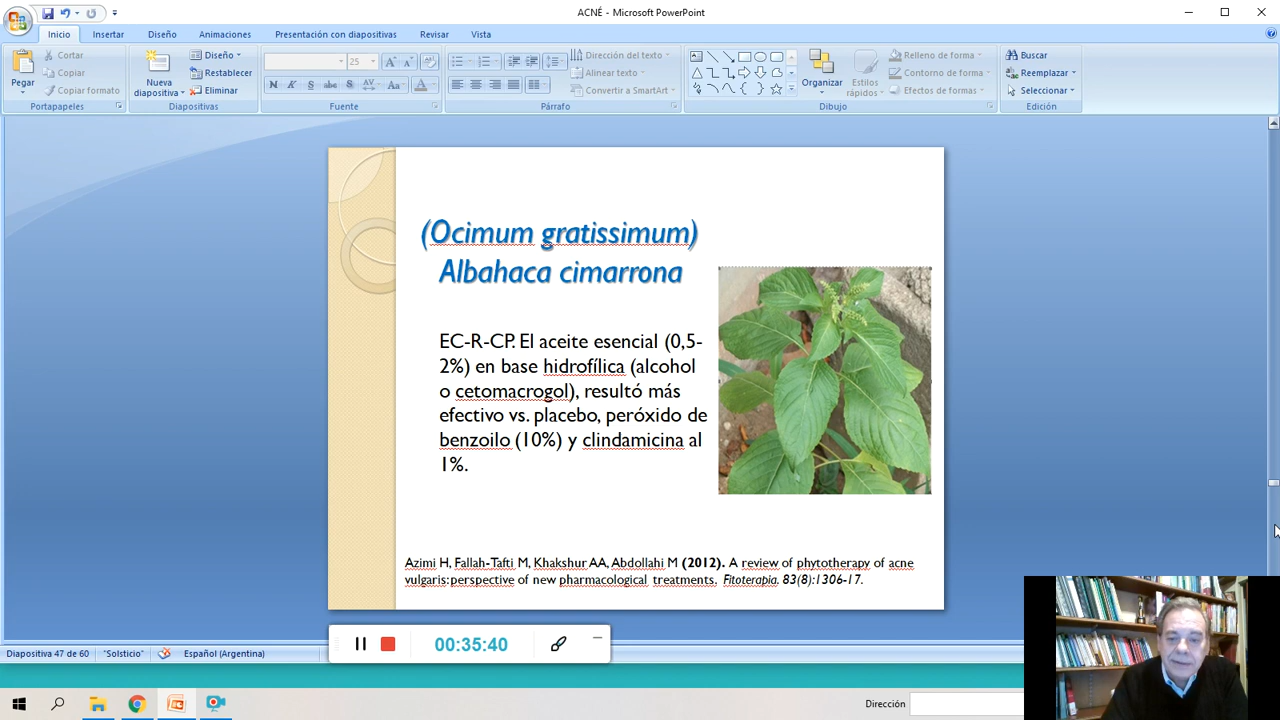 ACNÉ - Microsoft PowerPoint
Inicio Insertar Diseño Animaciones Presentación con diapositivas Revisar Vista
Pegar
Cortar
Copiar
Copiar formato
Portapapeles
Nueva
diapositiva
Diseño
Restablecer
Eliminar
Diapositivas
25
N K S abc AV Aa A
Fuente
Párrafo
Dirección del texto
Alinear texto
Convertir a SmartArt
Organizar
Estilos
rápidos
Relleno de forma
Contorno de forma
Efectos de formas
Dibujo
Buscar
Reemplazar
Seleccionar
Edición
(Ocimum gratissimum)
Albahaca cimarrona
EC-R-CP. El aceite esencial (0,5-
2%) en base hidrofílica (alcohol
o cetomacrogol), resultó más
efectivo vs. placebo, peróxido de
benzoilo (10%) y clindamicina al
1%.
Azimi H, Fallah-Tafti M, Khakshur AA, Abdollahi M (2012). A review of phytotherapy of acne
vulgaris: perspective of new pharmacological treatments. Fitoterapia. 83(8):1306-17.
00:35:40
Diapositiva 47 de 60 "Solsticio" Español (Argentina)
Dirección